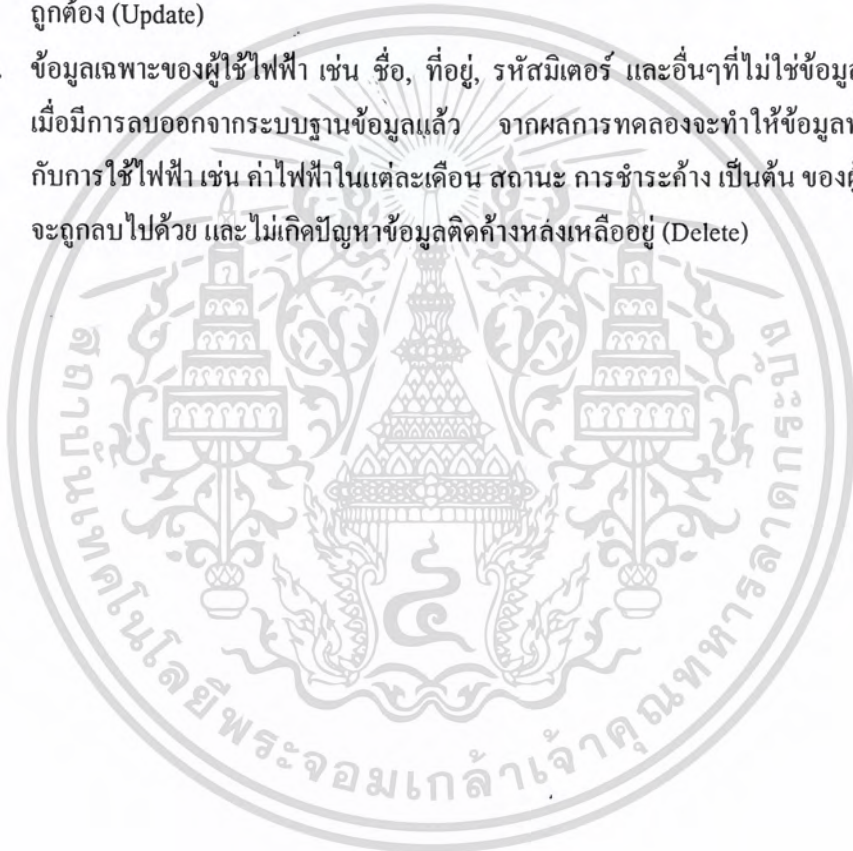 ถูกต้อง (Update)
ข้อมูลเฉพาะของผู้ใช้ไฟฟ้า เช่น ชื่อ, ที่อยู่, รหัสมิเตอร์ และอื่นๆที่ไม่ใช่ข้อมูล
เมื่อมีการลบออกจากระบบฐานข้อมูลแล้ว จากผลการทดลองจะทำให้ข้อมูล
กับการใช้ไฟฟ้า เช่น ค่าไฟฟ้าในแต่ละเดือน สถานะ การชำระค้าง เป็นต้น ของ
จะถูกลบไปด้วย และไม่เกิดปัญหาข้อมูลติดค้างหลงเหลืออยู่ (Delete)
สถาบันเทคโนโลยีพระจอมเกล้าเจ้าคุณทหารลาดกระบัง